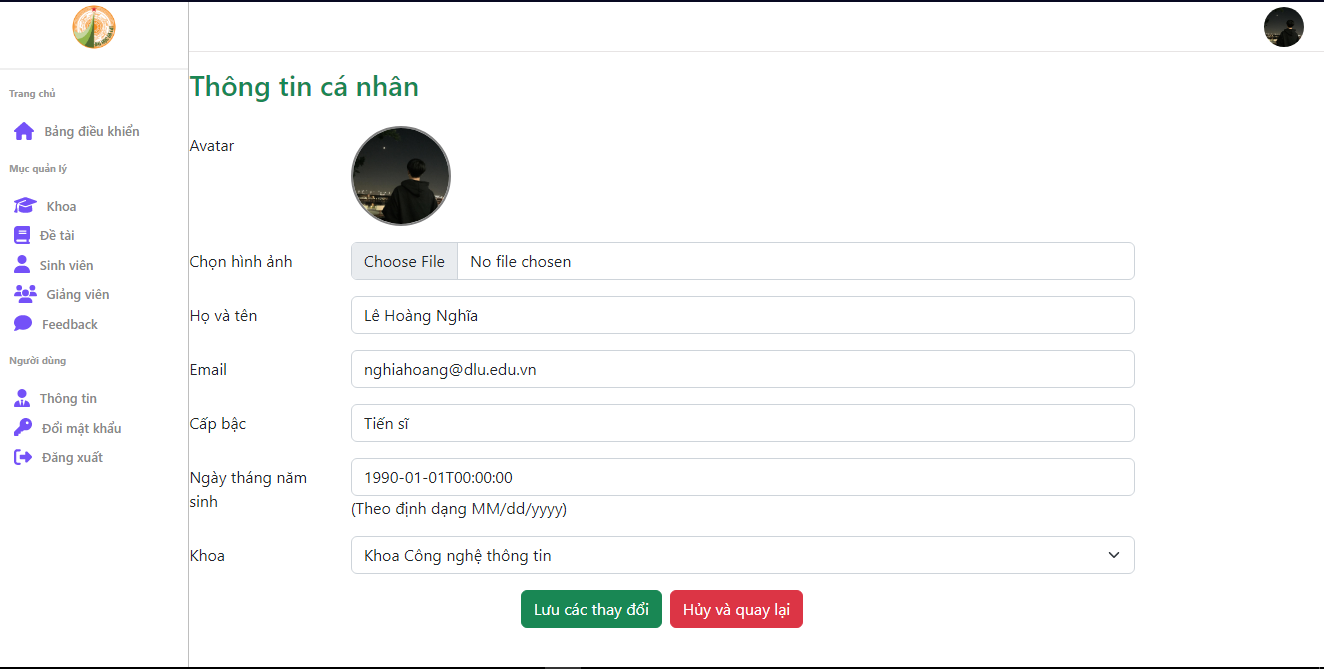 Trang chủ
Bảng điều khiển
Mục quản lý
Khoa
Đề tài
Sinh viên
Giảng viên
Feedback
Người dùng
Thông tin
Đổi mật khẩu
Đăng xuất
Thông tin cá nhân
Avatar
Chọn hình ảnh
Choose File No file chosen
Họ và tên
Lê Hoàng Nghĩa
Email
nghiahoang@dlu.edu.vn
Cấp bậc
Tiến sĩ
Ngày tháng năm
sinh
1990-01-01T00:00:00
(Theo định dạng MM/dd/yyyy)
Khoa
Khoa Công nghệ thông tin
Lưu các thay đổi
Hủy và quay lại